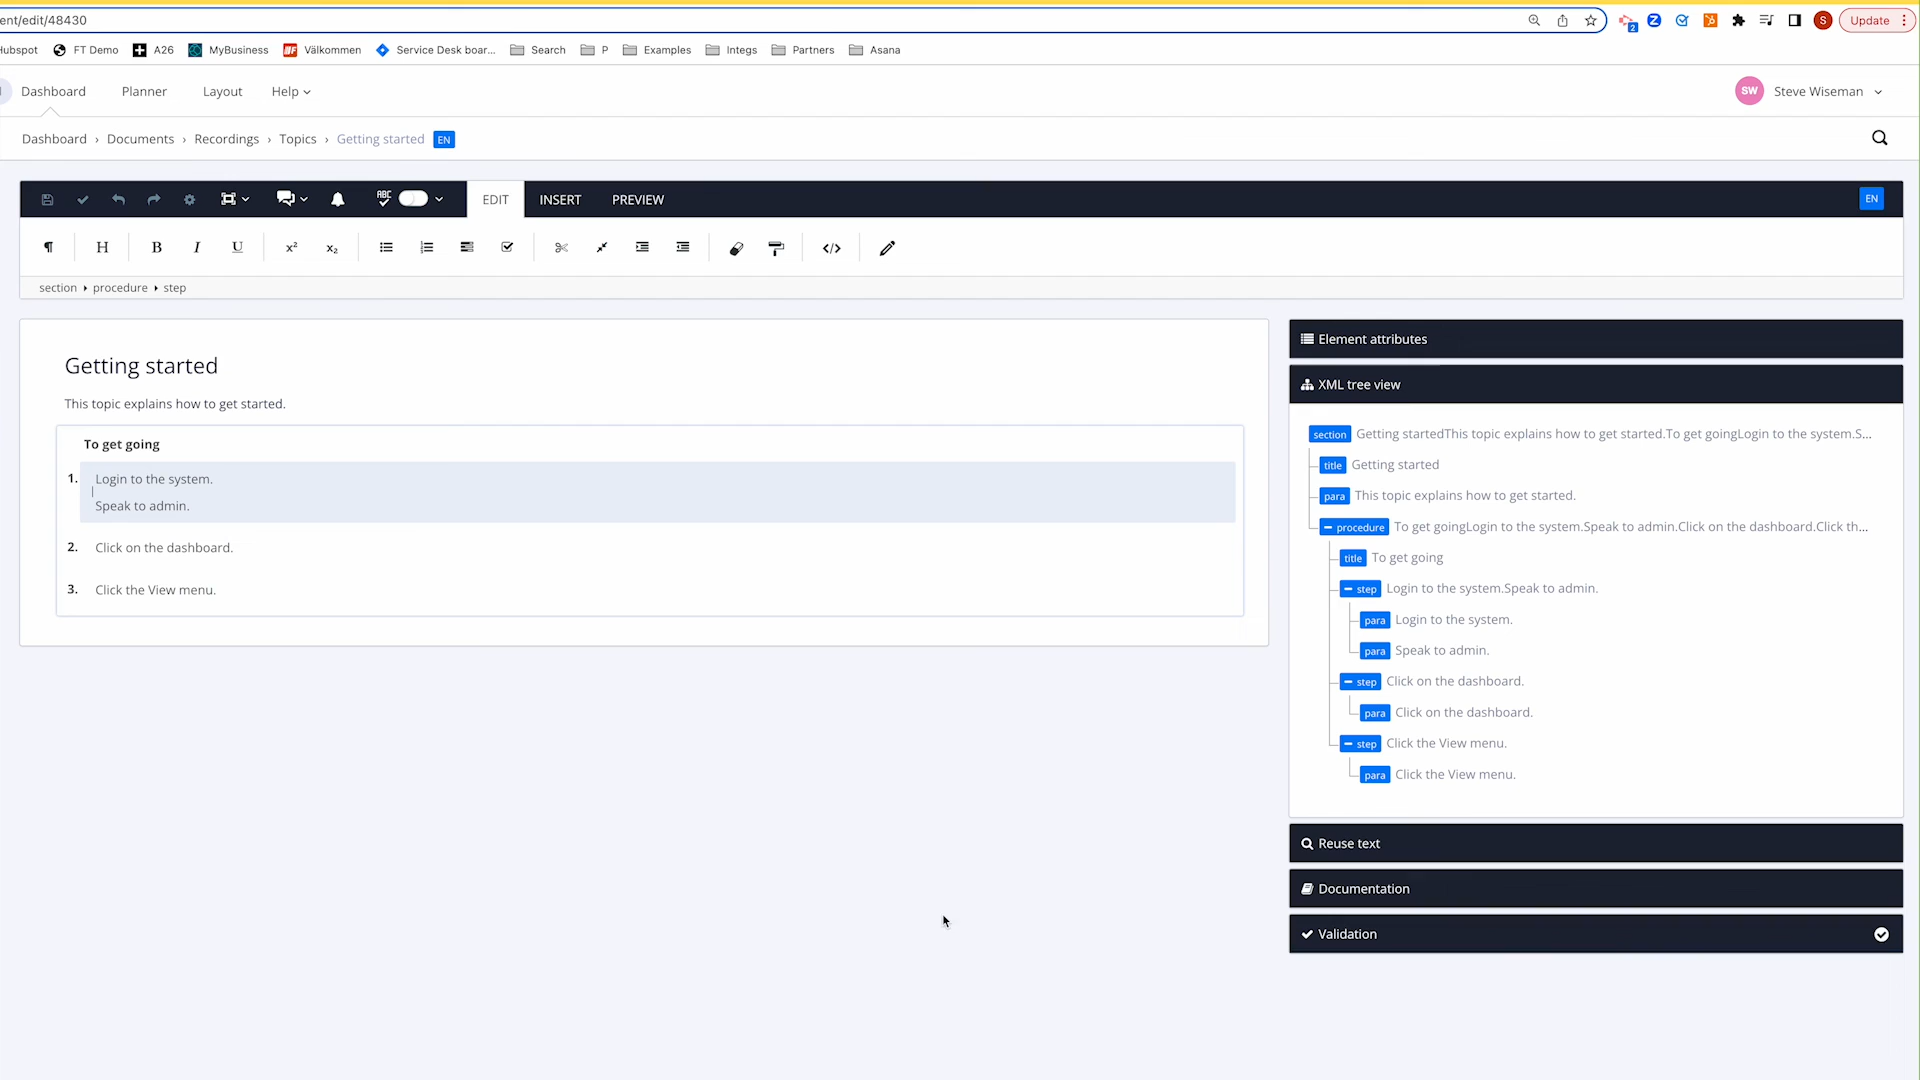 ent/edit/48430
2
S
Update
Hubspot FT Demo A26 MyBusiness Välkommen Service Desk boar... Search P Examples Integs Partners Asana
Dashboard Planner Layout Help
SW Steve Wiseman
Dashboard › Documents › Recordings › Topics › Getting started EN
ABC EDIT INSERT PREVIEW EN
¶ H B I U x² x₂ </>
section procedure step
Getting started
This topic explains how to get started.
To get going
1. Login to the system.
Speak to admin.
2. Click on the dashboard.
3. Click the View menu.
Element attributes
XML tree view
section Getting startedThis topic explains how to get started.To get goingLogin to the system.S...
title Getting started
para This topic explains how to get started.
procedure To get goingLogin to the system.Speak to admin.Click on the dashboard.Click th...
title To get going
step Login to the system.Speak to admin.
para Login to the system.
para Speak to admin.
step Click on the dashboard.
para Click on the dashboard.
step Click the View menu.
para Click the View menu.
Reuse text
Documentation
Validation